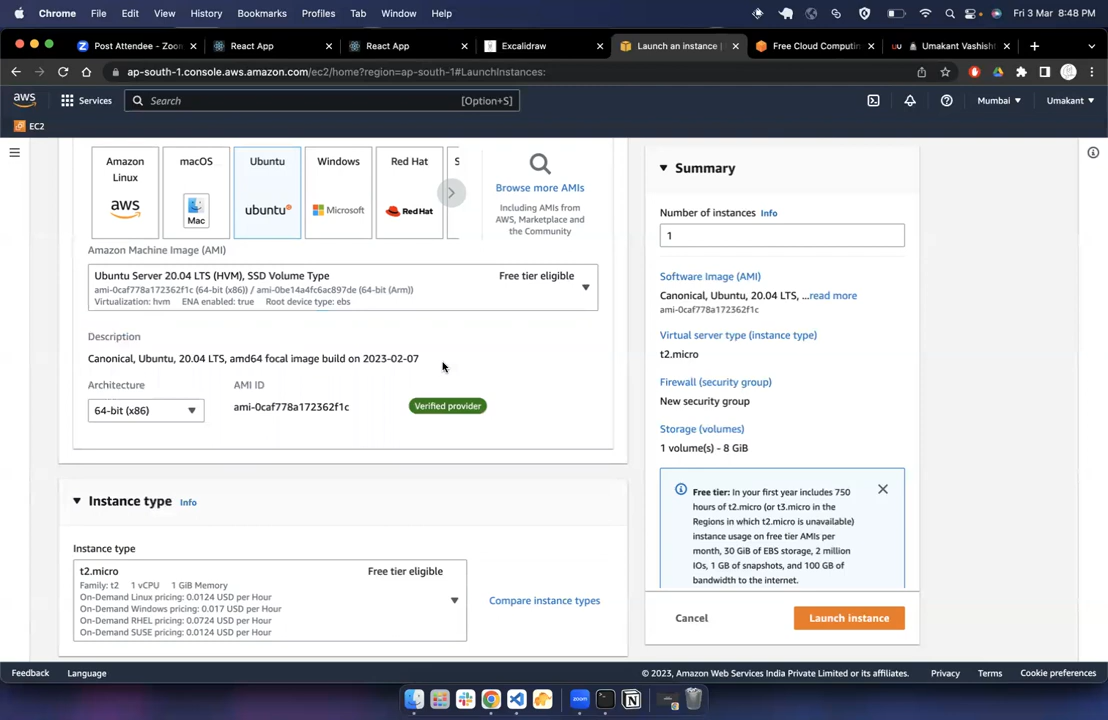 Chrome File Edit View History Bookmarks Profiles Tab Window Help Fri 3 Mar 8:48 PM
Post Attendee - Zoom
React App
React App
Excalidraw
Launch an instance |
Free Cloud Computin
Umakant Vashisht
ap-south-1.console.aws.amazon.com/ec2/home?region=ap-south-1#LaunchInstances:
aws Services Search [Option+S] Mumbai Umakant
EC2
Amazon Linux
aws
macOS
Mac
Ubuntu
ubuntu
Windows
Microsoft
Red Hat
Red Hat
S
Browse more AMIs
Including AMIs from
AWS, Marketplace and
the Community
Amazon Machine Image (AMI)
Ubuntu Server 20.04 LTS (HVM), SSD Volume Type Free tier eligible
ami-0caf778a172362f1c (64-bit (x86)) / ami-0be14a4fc6ac897de (64-bit (Arm))
Virtualization: hvm ENA enabled: true Root device type: ebs
Description
Canonical, Ubuntu, 20.04 LTS, amd64 focal image build on 2023-02-07
Architecture AMI ID
64-bit (x86) ami-0caf778a172362f1c Verified provider
Instance type Info
Instance type
t2.micro Free tier eligible
Family: t2 1 vCPU 1 GiB Memory
On-Demand Linux pricing: 0.0124 USD per Hour
On-Demand Windows pricing: 0.017 USD per Hour
On-Demand RHEL pricing: 0.0724 USD per Hour
On-Demand SUSE pricing: 0.0124 USD per Hour
Compare instance types
Summary
Number of instances Info
1
Software Image (AMI)
Canonical, Ubuntu, 20.04 LTS, ...read more
ami-0caf778a172362f1c
Virtual server type (instance type)
t2.micro
Firewall (security group)
New security group
Storage (volumes)
1 volume(s) - 8 GiB
Free tier: In your first year includes 750
hours of t2.micro (or t3.micro in the
Regions in which t2.micro is unavailable)
instance usage on free tier AMIs per
month, 30 GiB of EBS storage, 2 million
IOs, 1 GB of snapshots, and 100 GB of
bandwidth to the internet.
Cancel Launch instance
Feedback Language © 2023, Amazon Web Services India Private Limited or its affiliates. Privacy Terms Cookie preferences
zoom